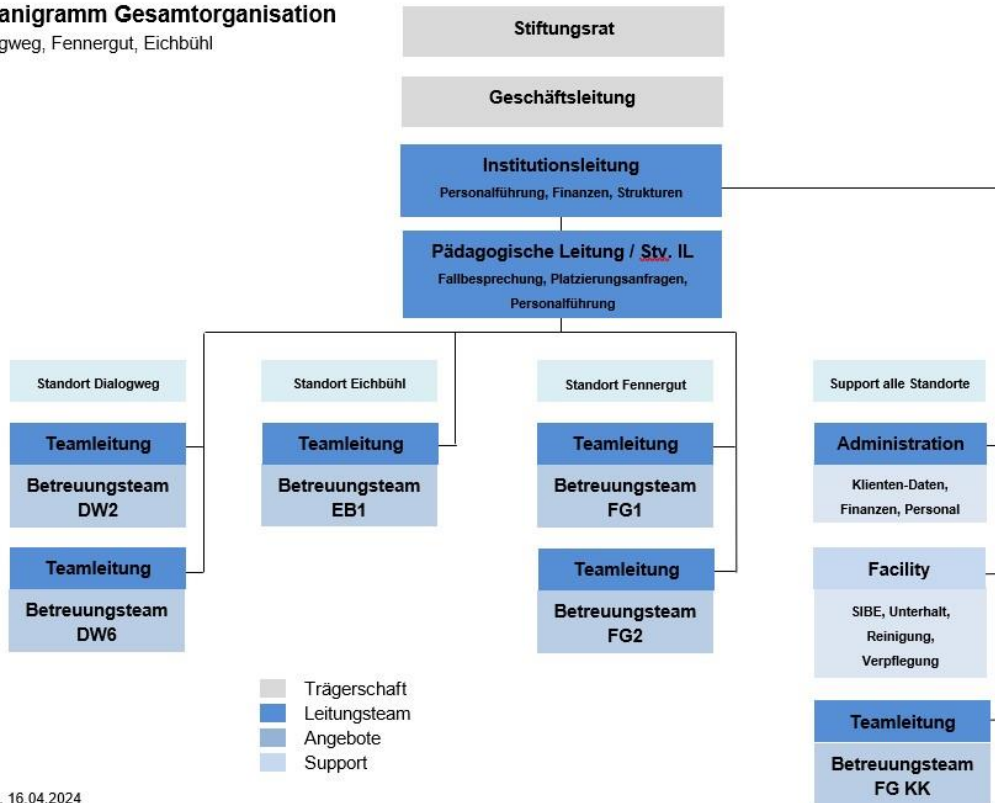 anigramm Gesamtorganisation
gweg, Fennergut, Eichbühl
Stiftungsrat
Geschäftsleitung
Institutionsleitung
Personalführung, Finanzen, Strukturen
Pädagogische Leitung / Stv. IL
Fallbesprechung, Platzierungsanfragen,
Personalführung
Standort Dialogweg
Teamleitung
Betreuungsteam
DW2
Teamleitung
Betreuungsteam
DW6
Standort Eichbühl
Teamleitung
Betreuungsteam
EB1
Standort Fennergut
Teamleitung
Betreuungsteam
FG1
Teamleitung
Betreuungsteam
FG2
Support alle Standorte
Administration
Klienten-Daten,
Finanzen, Personal
Facility
SIBE, Unterhalt,
Reinigung,
Verpflegung
Teamleitung
Betreuungsteam
FG KK
Trägerschaft
Leitungsteam
Angebote
Support
. 16.04.2024